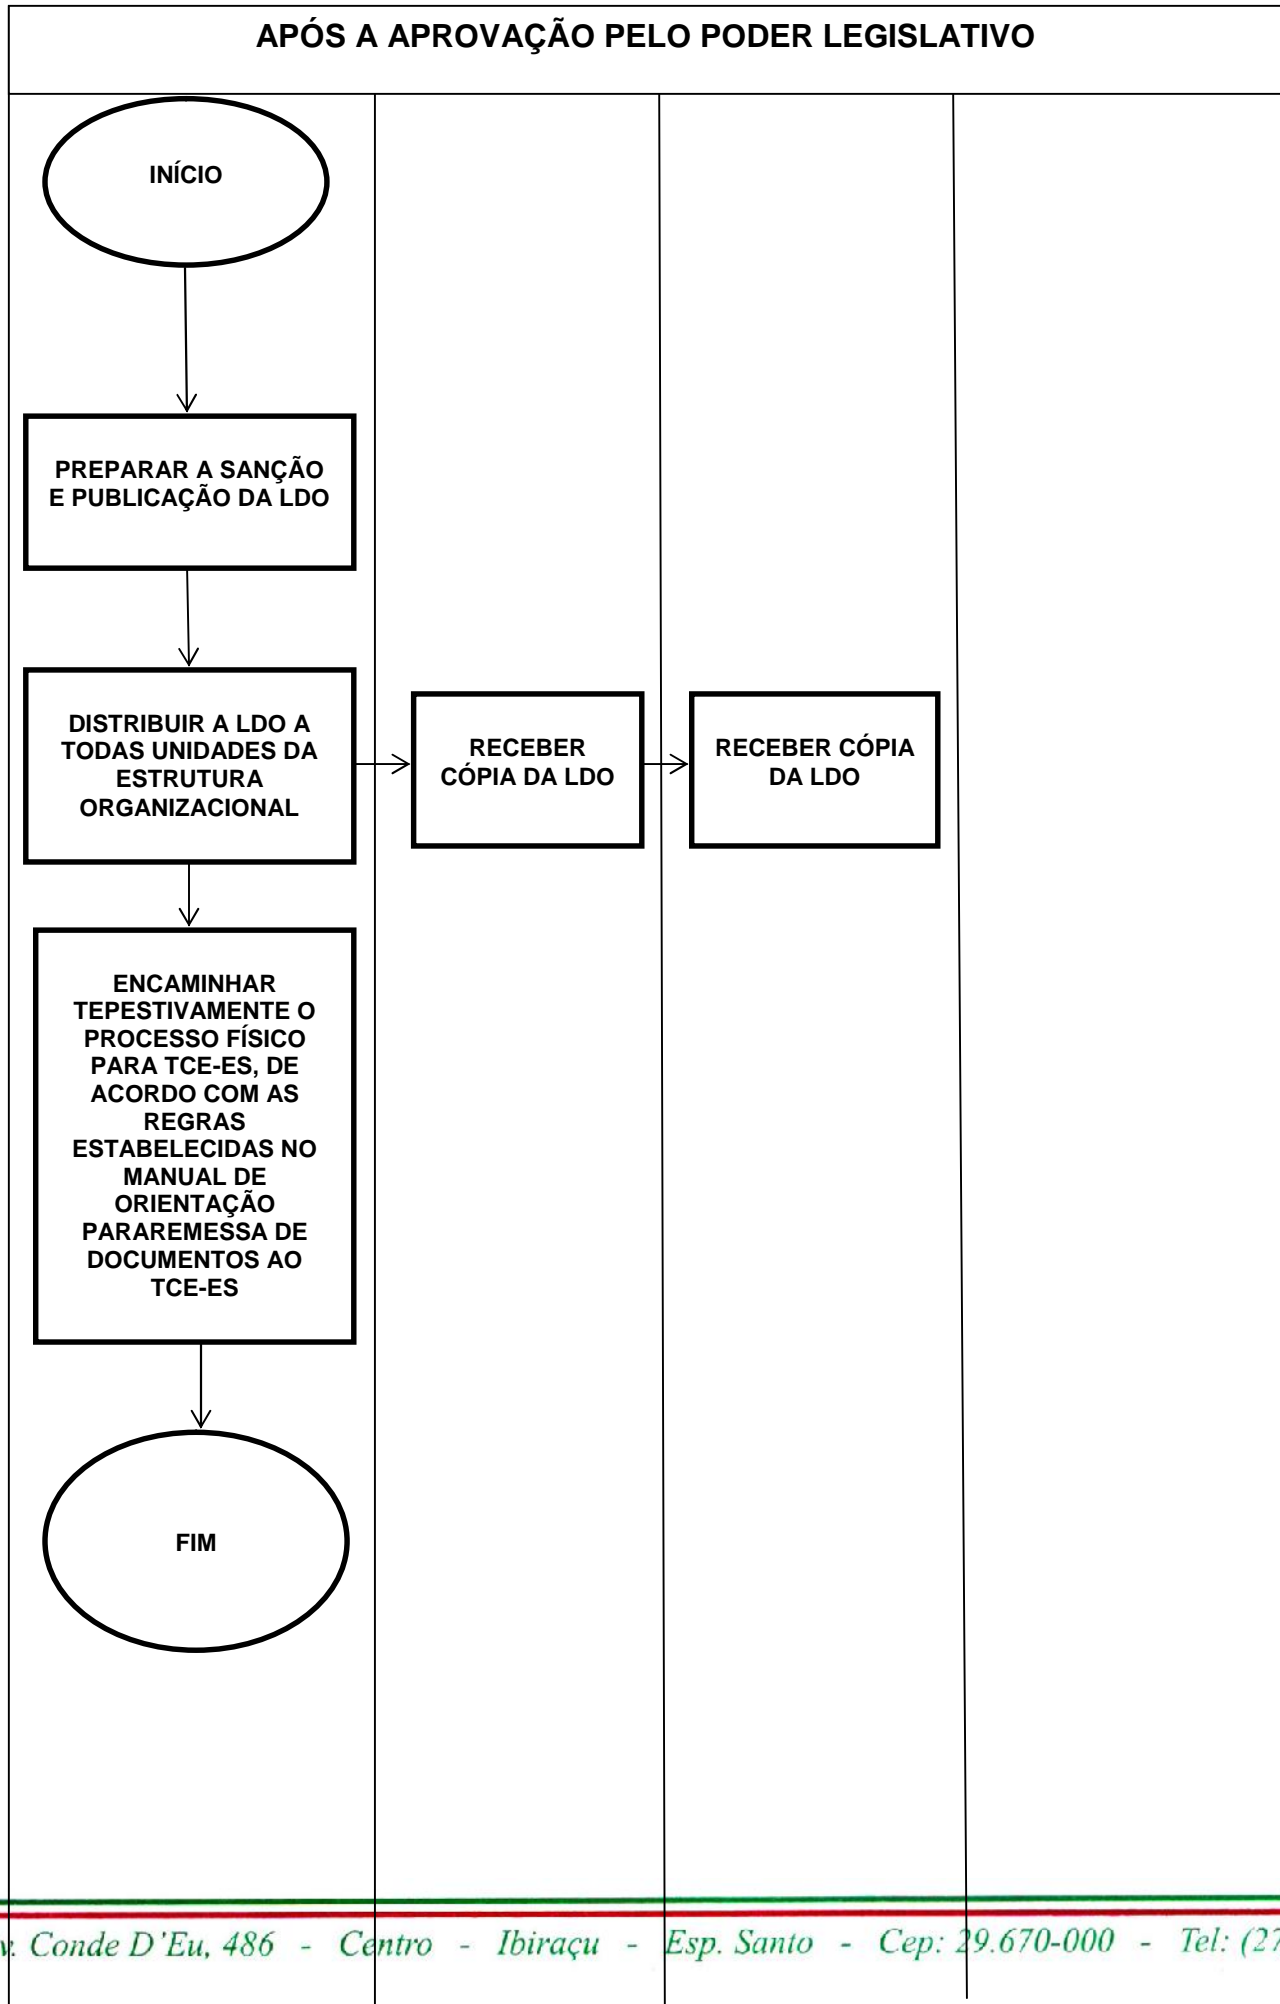 APÓS A APROVAÇÃO PELO PODER LEGISLATIVO
INÍCIO
PREPARAR A SANÇÃO
E PUBLICAÇÃO DA LDO
DISTRIBUIR A LDO A
TODAS UNIDADES DA
ESTRUTURA
ORGANIZACIONAL
RECEBER
CÓPIA DA LDO
RECEBER CÓPIA
DA LDO
ENCAMINHAR
TEPESTIVAMENTE O
PROCESSO FÍSICO
PARA TCE-ES, DE
ACORDO COM AS
REGRAS
ESTABELECIDAS NO
MANUAL DE
ORIENTAÇÃO
PARAREMESSA DE
DOCUMENTOS AO
TCE-ES
FIM
v. Conde D'Eu, 486 - Centro - Ibiraçu - Esp. Santo - Cep: 29.670-000 - Tel: (27